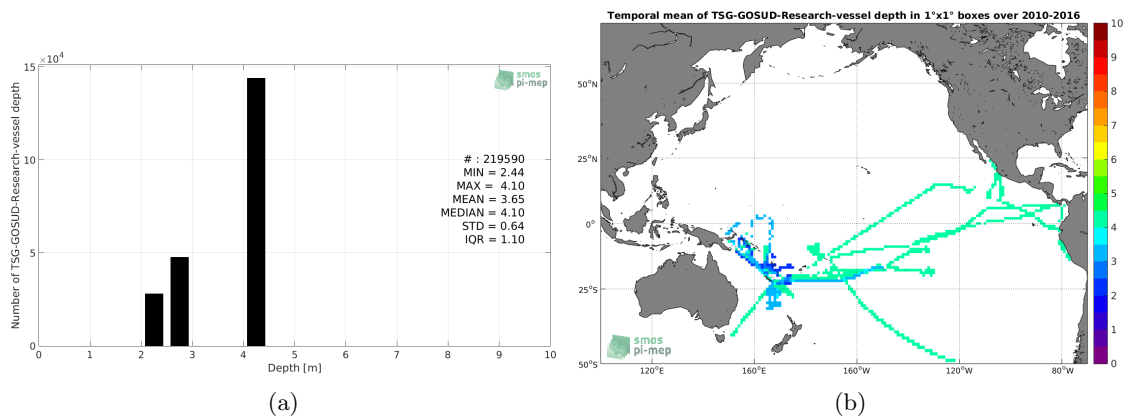 ×10⁴
15
10
5
0
Number of TSG-GOSUD-Research-vessel depth
smos
pi-mep
# : 219590
MIN = 2.44
MAX = 4.10
MEAN = 3.65
MEDIAN = 4.10
STD = 0.64
IQR = 1.10
0 1 2 3 4 5 6 7 8 9 10
Depth [m]
(a)
Temporal mean of TSG-GOSUD-Research-vessel depth in 1°x1° boxes over 2010-2016
50°N
25°N
0°
25°S
50°S
120°E 160°E 160°W 120°W 80°W
smos
pi-mep
10
9
8
7
6
5
4
3
2
1
0
(b)